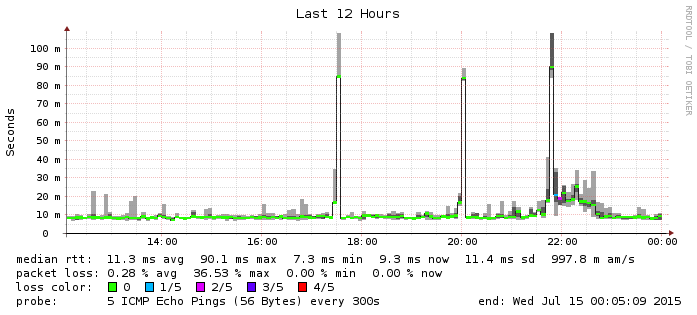 Last 12 Hours
RRDTOOL / TOBI OETIKER
Seconds
100 m
90 m
80 m
70 m
60 m
50 m
40 m
30 m
20 m
10 m
0
14:00 16:00 18:00 20:00 22:00 00:00
median rtt: 11.3 ms avg 90.1 ms max 7.3 ms min 9.3 ms now 11.4 ms sd 997.8 m am/s
packet loss: 0.28 % avg 36.53 % max 0.00 % min 0.00 % now
loss color: 0 1/5 2/5 3/5 4/5
probe: 5 ICMP Echo Pings (56 Bytes) every 300s end: Wed Jul 15 00:05:09 2015